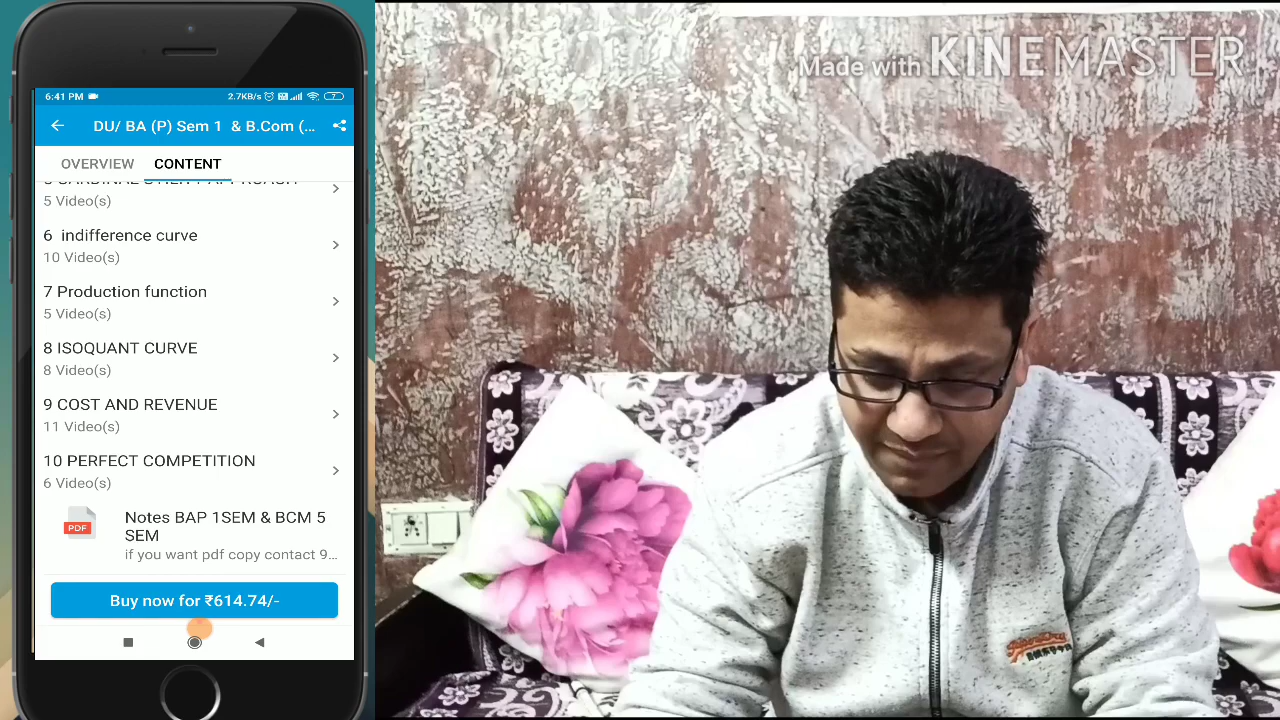 Made with KINEMASTER
6:41 PM
2.7KB/s
7
DU/ BA (P) Sem 1 & B.Com (...
OVERVIEW
CONTENT
5 Video(s)
6 indifference curve
10 Video(s)
7 Production function
5 Video(s)
8 ISOQUANT CURVE
8 Video(s)
9 COST AND REVENUE
11 Video(s)
10 PERFECT COMPETITION
6 Video(s)
PDF
Notes BAP 1SEM & BCM 5
SEM
if you want pdf copy contact 9...
Buy now for ₹614.74/-